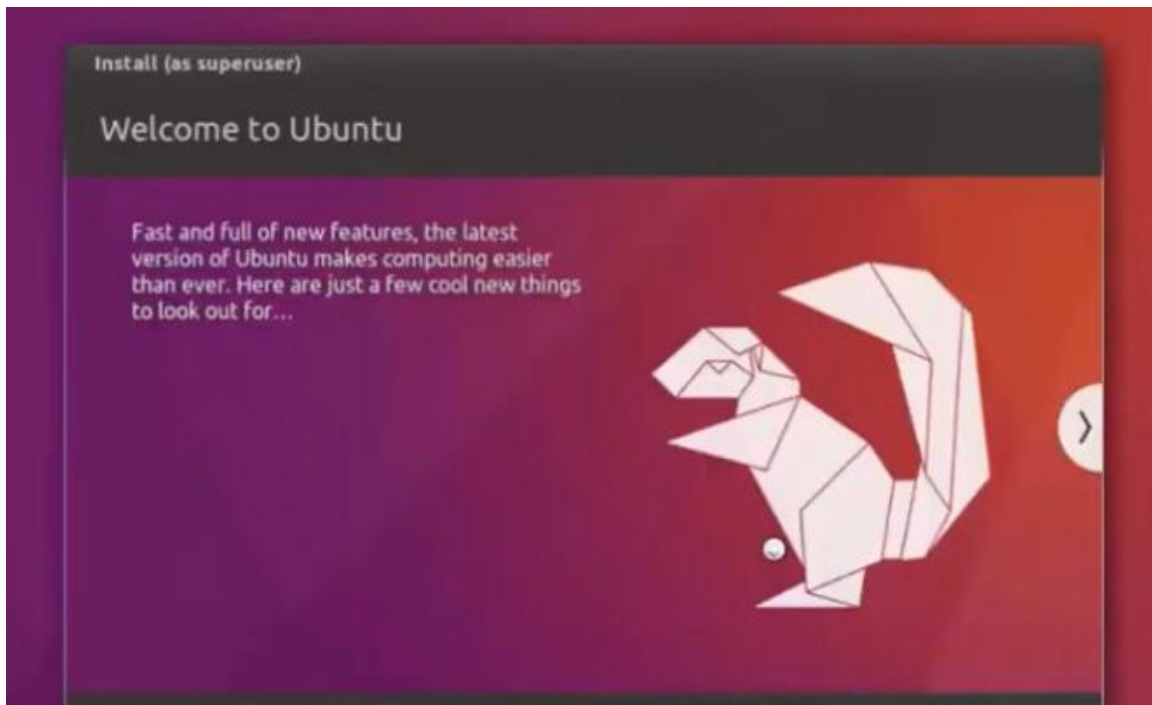 Install (as superuser)
Welcome to Ubuntu
Fast and full of new features, the latest
version of Ubuntu makes computing easier
than ever. Here are just a few cool new things
to look out for...